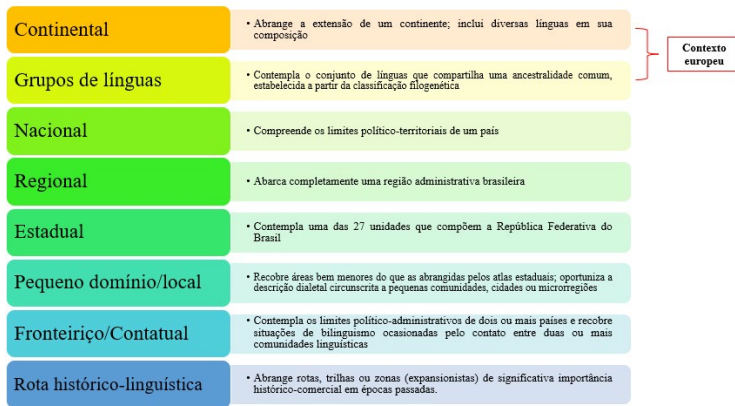 Continental
• Abrange a extensão de um continente; inclui diversas línguas em sua
composição
Contexto
europeu
Grupos de línguas
• Contempla o conjunto de línguas que compartilha uma ancestralidade comum,
estabelecida a partir da classificação filogenética
Nacional
• Compreende os limites político-territoriais de um país
Regional
• Abarca completamente uma região administrativa brasileira
Estadual
• Contempla uma das 27 unidades que compõem a República Federativa do
Brasil
Pequeno domínio/local
• Recobre áreas bem menores do que as abrangidas pelos atlas estaduais; oportuniza a
descrição dialetal circunscrita a pequenas comunidades, cidades ou microrregiões
Fronteiriço/Contatual
• Contempla os limites político-administrativos de dois ou mais países e recobre
situações de bilinguismo ocasionadas pelo contato entre duas ou mais
comunidades linguísticas
Rota histórico-linguística
• Abrange rotas, trilhas ou zonas (expansionistas) de significativa importância
histórico-comercial em épocas passadas.